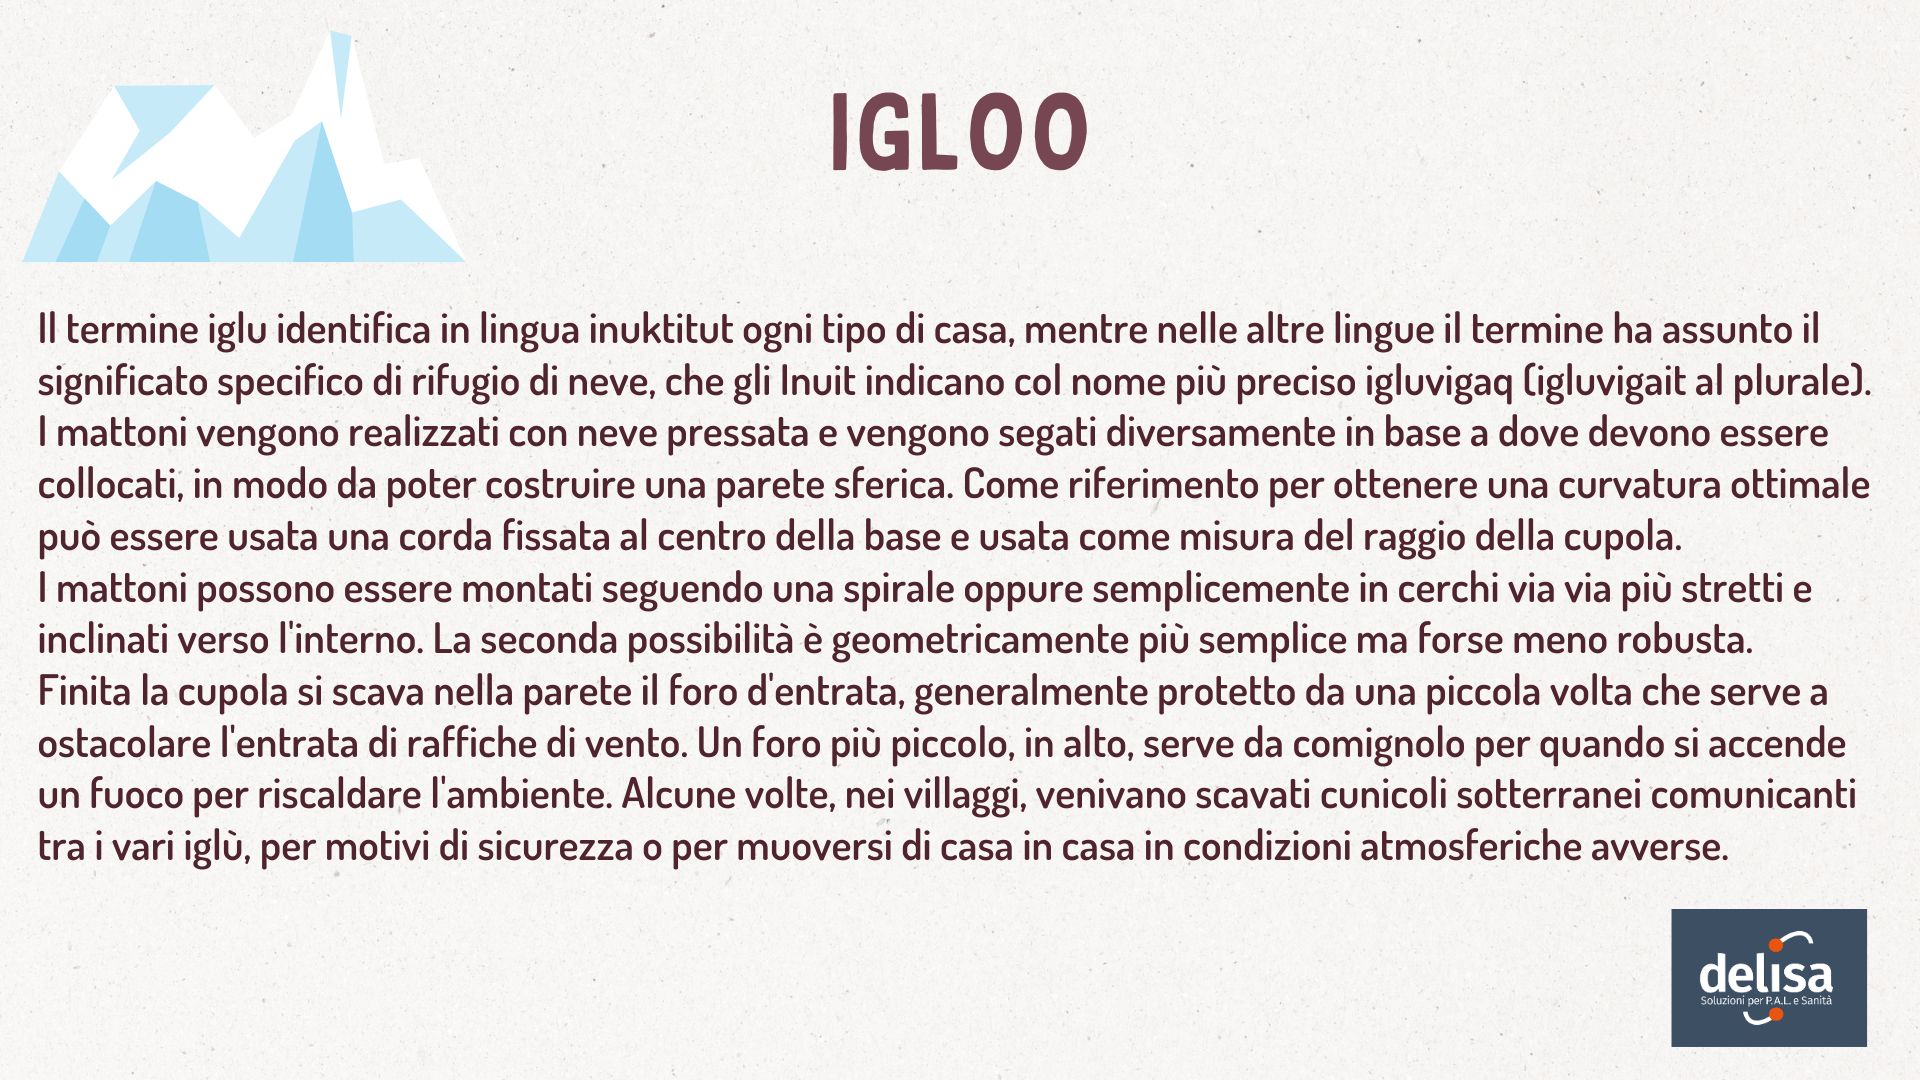 IGLOO
Il termine iglu identifica in lingua inuktitut ogni tipo di casa, mentre nelle altre lingue il termine ha assunto il
significato specifico di rifugio di neve, che gli Inuit indicano col nome più preciso igluvigaq (igluvigait al plurale).
I mattoni vengono realizzati con neve pressata e vengono segati diversamente in base a dove devono essere
collocati, in modo da poter costruire una parete sferica. Come riferimento per ottenere una curvatura ottimale
può essere usata una corda fissata al centro della base e usata come misura del raggio della cupola.
I mattoni possono essere montati seguendo una spirale oppure semplicemente in cerchi via via più stretti e
inclinati verso l'interno. La seconda possibilità è geometricamente più semplice ma forse meno robusta.
Finita la cupola si scava nella parete il foro d'entrata, generalmente protetto da una piccola volta che serve a
ostacolare l'entrata di raffiche di vento. Un foro più piccolo, in alto, serve da comignolo per quando si accende
un fuoco per riscaldare l'ambiente. Alcune volte, nei villaggi, venivano scavati cunicoli sotterranei comunicanti
tra i vari iglù, per motivi di sicurezza o per muoversi di casa in casa in condizioni atmosferiche avverse.
delisa
Soluzioni per P.A.L. e Sanità